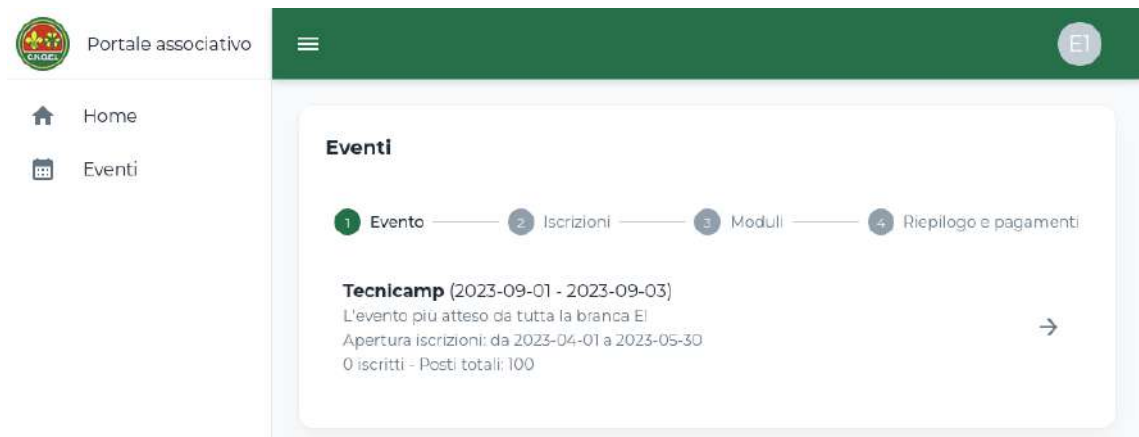 C.N.G.E.I.
Portale associativo
E1
Home
Eventi
Eventi
1 Evento
2 Iscrizioni
3 Moduli
4 Riepilogo e pagamenti
Tecnicamp (2023-09-01 - 2023-09-03)
L'evento più atteso da tutta la branca E!
Apertura iscrizioni: da 2023-04-01 a 2023-05-30
0 iscritti - Posti totali: 100